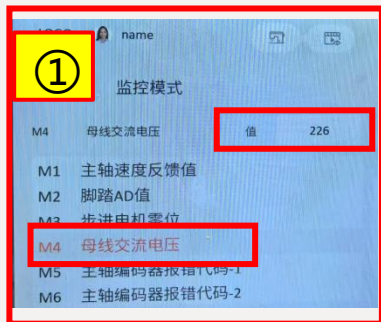 name
①
监控模式
M4 母线交流电压 值 226
M1 主轴速度反馈值
M2 脚踏AD值
M3 步进电机零位
M4 母线交流电压
M5 主轴编码器报错代码-1
M6 主轴编码器报错代码-2